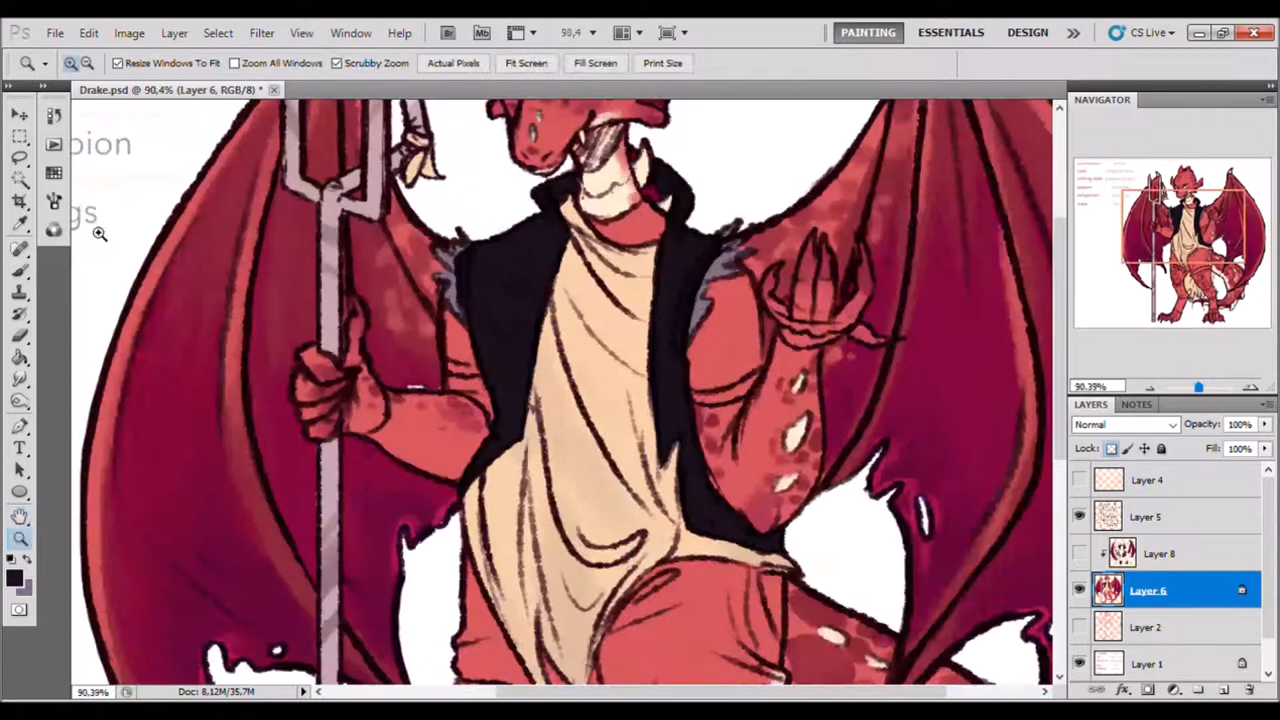 Ps File Edit Image Layer Select Filter View Window Help Br Mb 90,4 PAINTING ESSENTIALS DESIGN CS Live
Resize Windows To Fit Zoom All Windows Scrubby Zoom Actual Pixels Fit Screen Fill Screen Print Size
Drake.psd @ 90,4% (Layer 6, RGB/8) *
pion
gs
NAVIGATOR
90.39%
LAYERS NOTES
Normal Opacity: 100%
Lock: Fill: 100%
Layer 4
Layer 5
Layer 8
Layer 6
Layer 2
Layer 1
90,39% Doc: 8,12M/35,7M